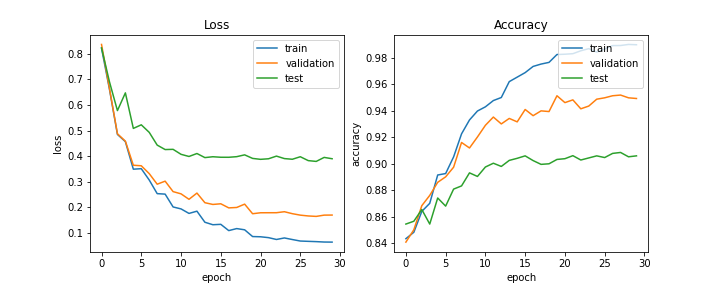 Loss
0.8
0.7
0.6
0.5
0.4
0.3
0.2
0.1
loss
0
5
10
15
20
25
30
epoch
train
validation
test
Accuracy
0.98
0.96
0.94
0.92
0.90
0.88
0.86
0.84
accuracy
0
5
10
15
20
25
30
epoch
train
validation
test